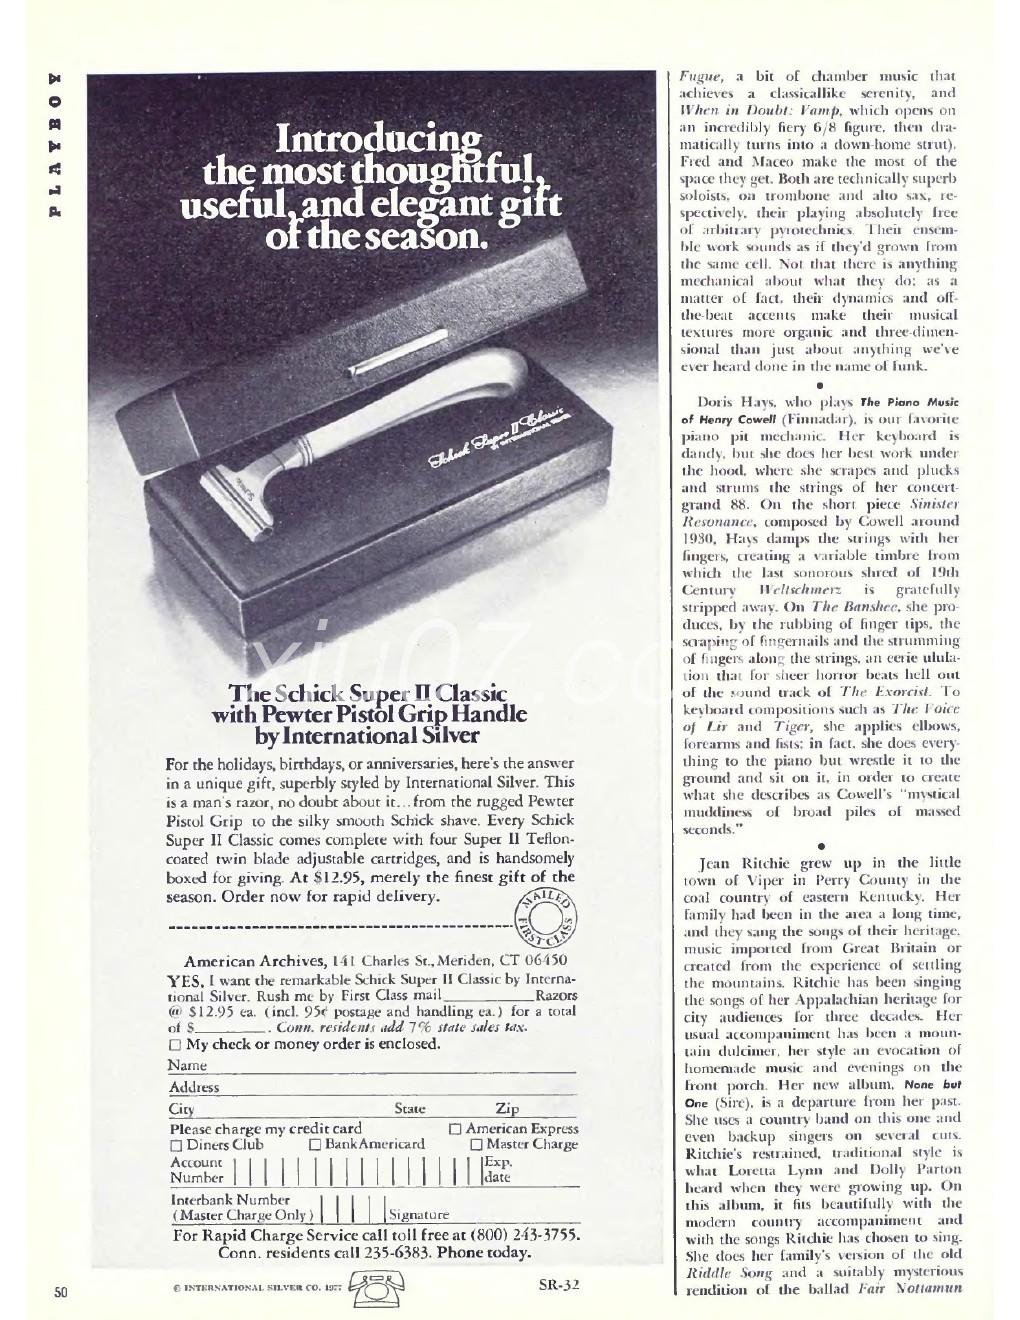 PLAYBOY
Introducing
the most thoughtful,
useful, and elegant gift
of the season.
Schick Super II Classic
BY INTERNATIONAL SILVER
Schick
xiu07.co
The Schick Super II Classic
with Pewter Pistol Grip Handle
by International Silver
For the holidays, birthdays, or anniversaries, here's the answer
in a unique gift, superbly styled by International Silver. This
is a man's razor, no doubt about it...from the rugged Pewter
Pistol Grip to the silky smooth Schick shave. Every Schick
Super II Classic comes complete with four Super II Teflon-
coated twin blade adjustable cartridges, and is handsomely
boxed for giving. At $12.95, merely the finest gift of the
season. Order now for rapid delivery.
MAILED
FIRST CLASS
American Archives, 141 Charles St., Meriden, CT 06450
YES, I want the remarkable Schick Super II Classic by Interna-
tional Silver. Rush me by First Class mail__________Razors
@ $12.95 ea. (incl. 95¢ postage and handling ea.) for a total
of $________. Conn. residents add 7% state sales tax.
☐ My check or money order is enclosed.
Name
Address
City State Zip
Please charge my credit card ☐ American Express
☐ Diners Club ☐ BankAmericard ☐ Master Charge
Account Exp.
Number date
Interbank Number
(Master Charge Only) Signature
For Rapid Charge Service call toll free at (800) 243-3755.
Conn. residents call 235-6383. Phone today.
© INTERNATIONAL SILVER CO. 1977
SR-32
50
Fugue, a bit of chamber music that
achieves a classicallike serenity, and
When in Doubt: Vamp, which opens on
an incredibly fiery 6/8 figure, then dra-
matically turns into a down-home strut).
Fred and Maceo make the most of the
space they get. Both are technically superb
soloists, on trombone and alto sax, re-
spectively, their playing absolutely free
of arbitrary pyrotechnics. Their ensem-
ble work sounds as if they'd grown from
the same cell. Not that there is anything
mechanical about what they do; as a
matter of fact, their dynamics and off-
the-beat accents make their musical
textures more organic and three-dimen-
sional than just about anything we've
ever heard done in the name of funk.
•
Doris Hays, who plays The Piano Music
of Henry Cowell (Finnadar), is our favorite
piano pit mechanic. Her keyboard is
dandy, but she does her best work under
the hood, where she scrapes and plucks
and strums the strings of her concert-
grand 88. On the short piece Sinister
Resonance, composed by Cowell around
1930, Hays damps the strings with her
fingers, creating a variable timbre from
which the last sonorous shred of 19th
Century Weltschmerz is gratefully
stripped away. On The Banshee, she pro-
duces, by the rubbing of finger tips, the
scraping of fingernails and the strumming
of fingers along the strings, an eerie ulula-
tion that for sheer horror beats hell out
of the sound track of The Exorcist. To
keyboard compositions such as The Voice
of Lir and Tiger, she applies elbows,
forearms and fists; in fact, she does every-
thing to the piano but wrestle it to the
ground and sit on it, in order to create
what she describes as Cowell's "mystical
muddiness of broad piles of massed
seconds."
•
Jean Ritchie grew up in the little
town of Viper in Perry County in the
coal country of eastern Kentucky. Her
family had been in the area a long time,
and they sang the songs of their heritage,
music imported from Great Britain or
created from the experience of settling
the mountains. Ritchie has been singing
the songs of her Appalachian heritage for
city audiences for three decades. Her
usual accompaniment has been a moun-
tain dulcimer, her style an evocation of
homemade music and evenings on the
front porch. Her new album, None but
One (Sire), is a departure from her past.
She uses a country band on this one and
even backup singers on several cuts.
Ritchie's restrained, traditional style is
what Loretta Lynn and Dolly Parton
heard when they were growing up. On
this album, it fits beautifully with the
modern country accompaniment and
with the songs Ritchie has chosen to sing.
She does her family's version of the old
Riddle Song and a suitably mysterious
rendition of the ballad Fair Nottamun